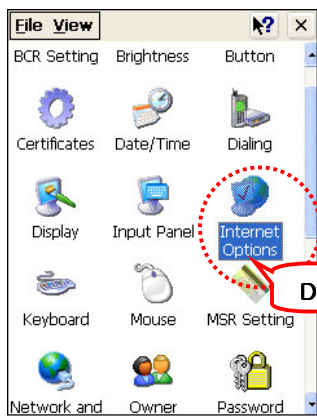 File View ?
BCR Setting Brightness Button
Certificates Date/Time Dialing
Display Input Panel Internet
Options
D
Keyboard Mouse MSR Setting
Network and Owner Password